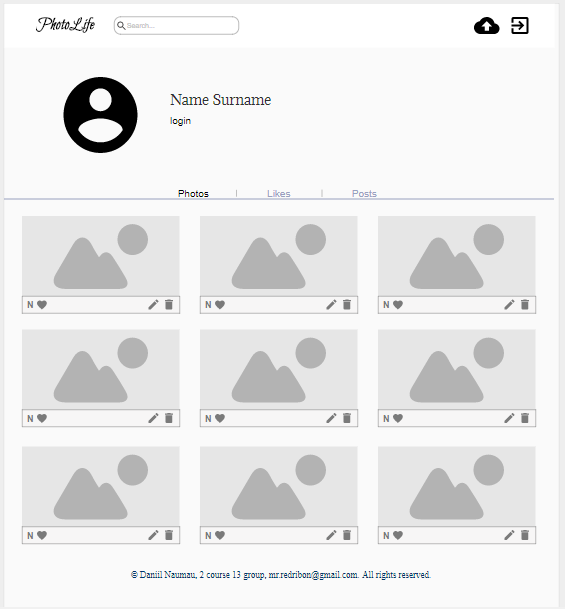 PhotoLife
Search...
Name Surname
login
Photos | Likes | Posts
N N N
N N N
N N N
© Daniil Naumau, 2 course 13 group, mr.redribon@gmail.com. All rights reserved.